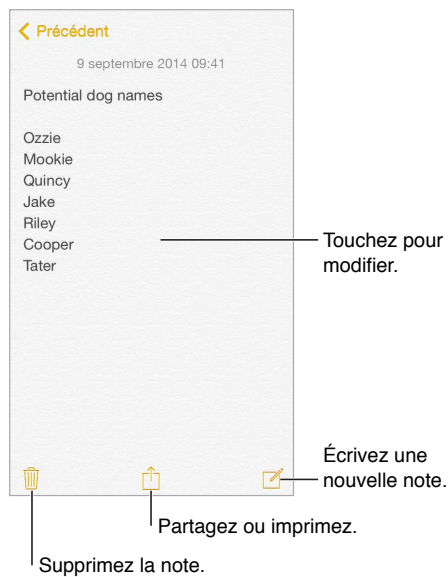 Précédent
9 septembre 2014 09:41
Potential dog names
Ozzie
Mookie
Quincy
Jake
Riley
Cooper
Tater
Touchez pour
modifier.
Écrivez une
nouvelle note.
Partagez ou imprimez.
Supprimez la note.